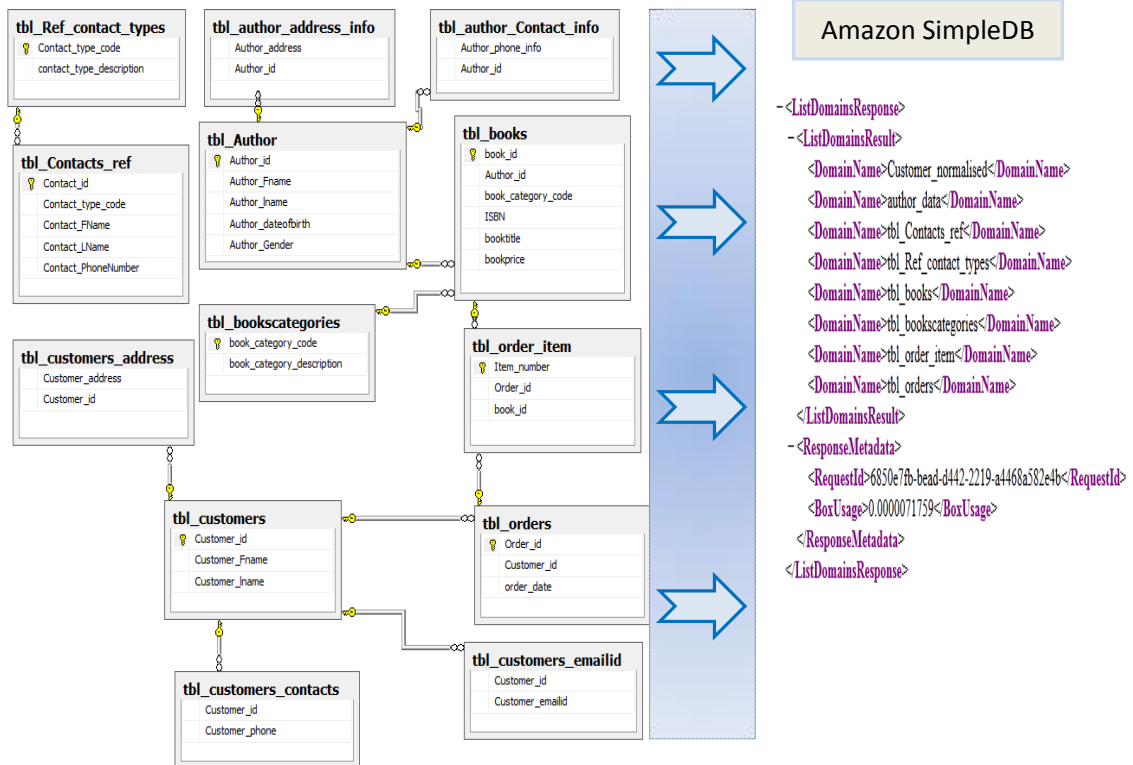 tbl_Ref_contact_types
Contact_type_code
contact_type_description
tbl_author_address_info
Author_address
Author_id
tbl_author_Contact_info
Author_phone_info
Author_id
tbl_Contacts_ref
Contact_id
Contact_type_code
Contact_FName
Contact_LName
Contact_PhoneNumber
tbl_Author
Author_id
Author_Fname
Author_lname
Author_dateofbirth
Author_Gender
tbl_books
book_id
Author_id
book_category_code
ISBN
booktitle
bookprice
tbl_bookscategories
book_category_code
book_category_description
tbl_customers_address
Customer_address
Customer_id
tbl_order_item
Item_number
Order_id
book_id
tbl_customers
Customer_id
Customer_Fname
Customer_lname
tbl_orders
Order_id
Customer_id
order_date
tbl_customers_contacts
Customer_id
Customer_phone
tbl_customers_emailid
Customer_id
Customer_emailid
Amazon SimpleDB
-<ListDomainsResponse>
-<ListDomainsResult>
<DomainName>Customer_normalised</DomainName>
<DomainName>author_data</DomainName>
<DomainName>tbl_Contacts_ref</DomainName>
<DomainName>tbl_Ref_contact_types</DomainName>
<DomainName>tbl_books</DomainName>
<DomainName>tbl_bookscategories</DomainName>
<DomainName>tbl_order_item</DomainName>
<DomainName>tbl_orders</DomainName>
</ListDomainsResult>
-<ResponseMetadata>
<RequestId>6850e7fb-bead-d442-2219-a4468a582e4b</RequestId>
<BoxUsage>0.0000071759</BoxUsage>
</ResponseMetadata>
</ListDomainsResponse>